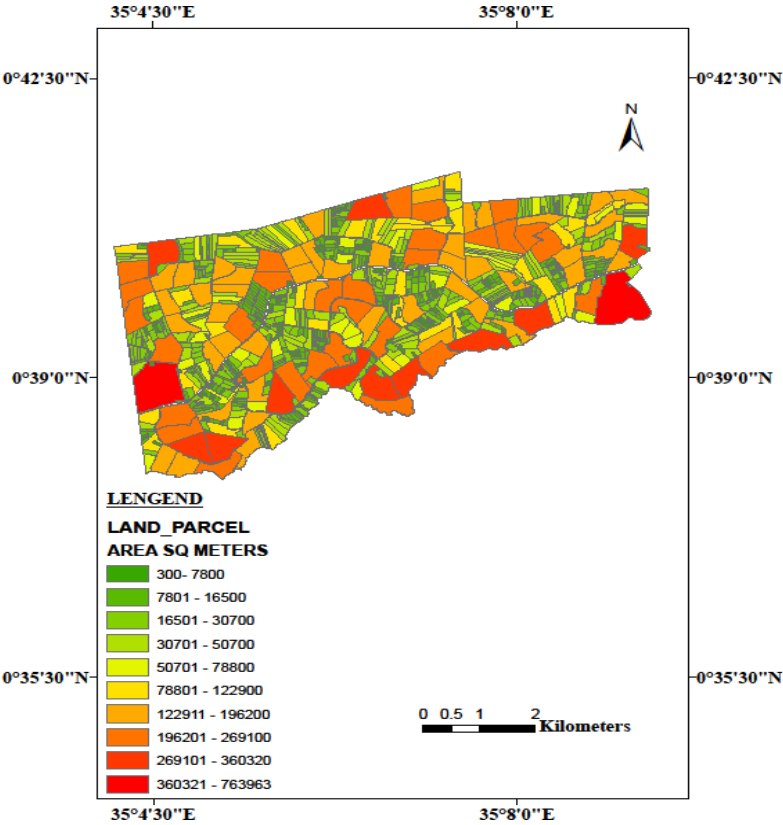 35°4'30"E 35°8'0"E
0°42'30"N 0°42'30"N
N
0°39'0"N 0°39'0"N
LENGEND
LAND_PARCEL
AREA SQ METERS
300- 7800
7801 - 16500
16501 - 30700
30701 - 50700
50701 - 78800
78801 - 122900
122911 - 196200
196201 - 269100
269101 - 360320
360321 - 763963
0°35'30"N 0°35'30"N
0 0.5 1 2
Kilometers
35°4'30"E 35°8'0"E